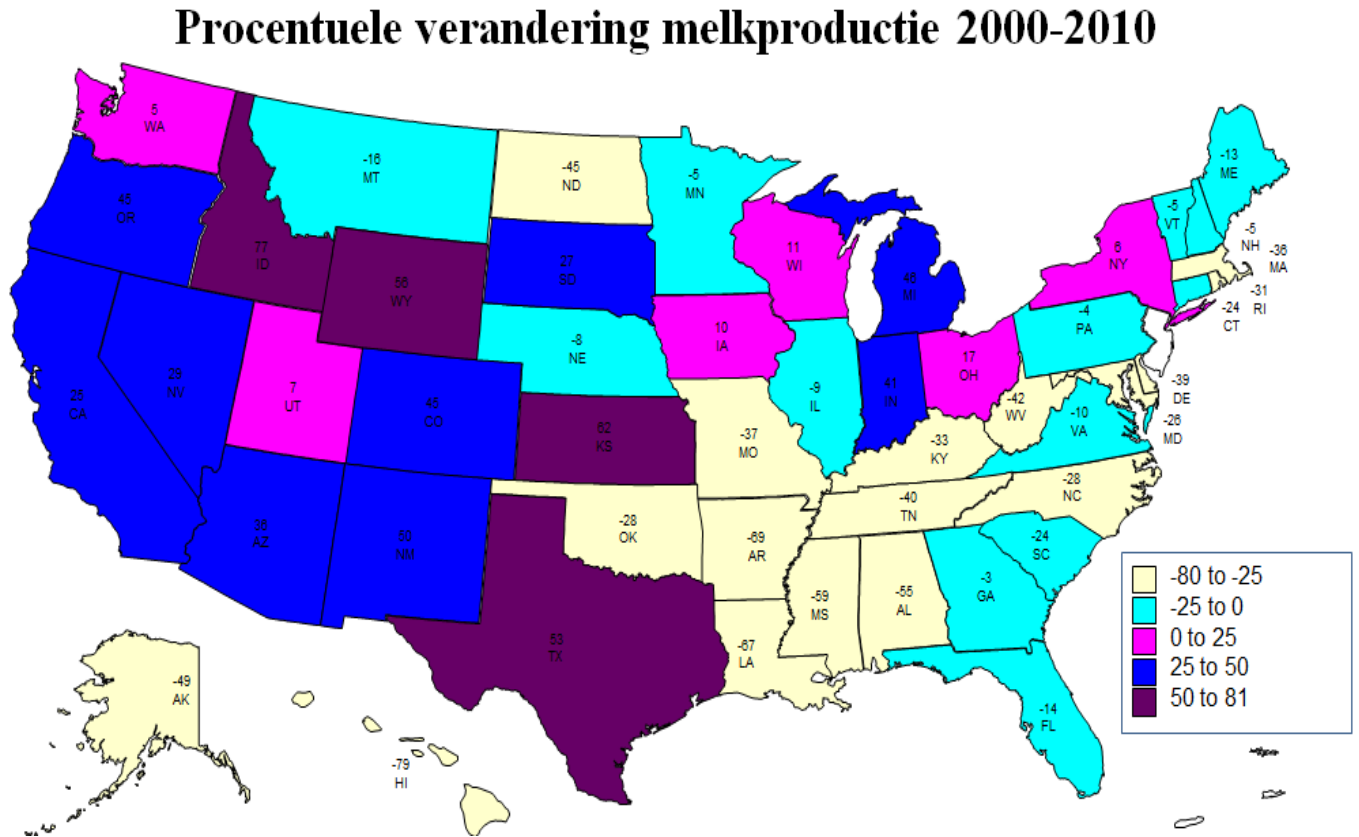 Procentuele verandering melkproductie 2000-2010
5
WA
45
OR
77
ID
-16
MT
-45
ND
-5
MN
27
SD
56
WY
-8
NE
7
UT
45
CO
29
NV
25
CA
35
AZ
50
NM
62
KS
-28
OK
53
TX
10
IA
11
WI
-9
IL
46
MI
41
IN
17
OH
-37
MO
-69
AR
-67
LA
-59
MS
-55
AL
-40
TN
-33
KY
-42
WV
-10
VA
-28
NC
-24
SC
-3
GA
-14
FL
-4
PA
6
NY
-5
VT
-13
ME
-5
NH
-36
MA
-31
RI
-24
CT
-39
DE
-26
MD
-49
AK
-79
HI
-80 to -25
-25 to 0
0 to 25
25 to 50
50 to 81